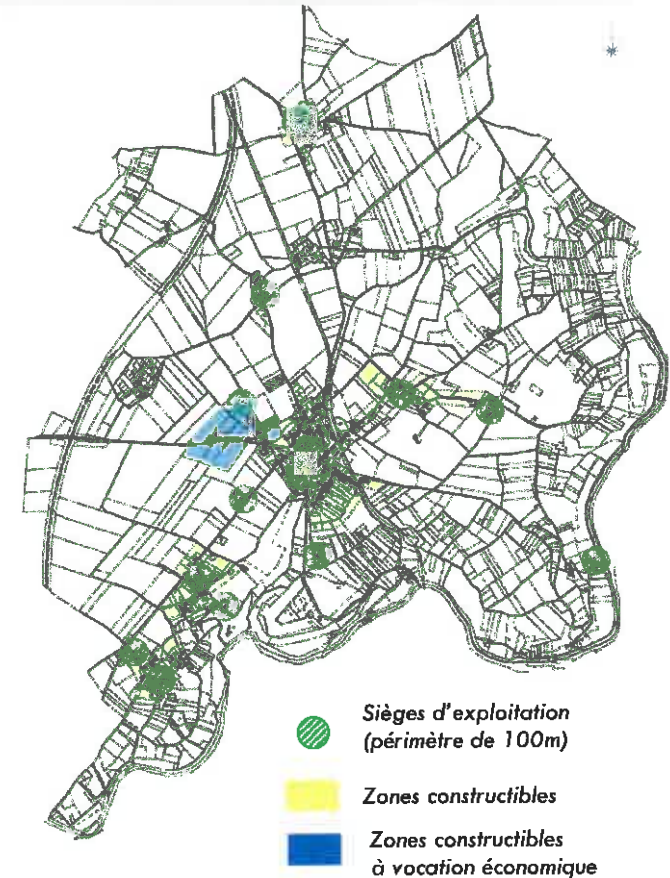 Sièges d'exploitation
(périmètre de 100m)
Zones constructibles
Zones constructibles
à vocation économique